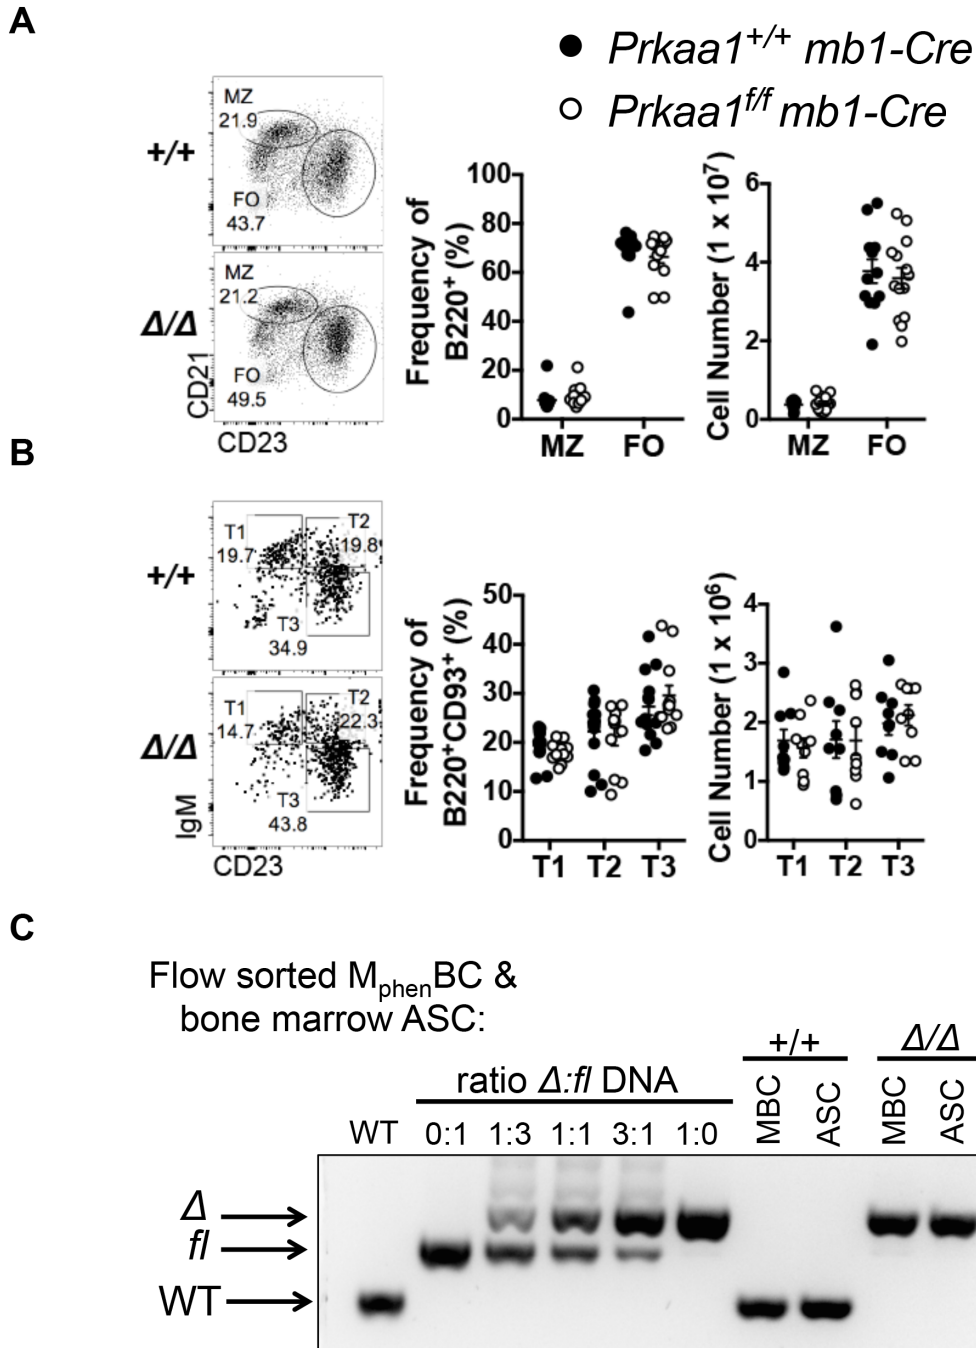 A
● Prkaa1+/+ mb1-Cre
○ Prkaa1f/f mb1-Cre
+/+
MZ
21.9
FO
43.7
Δ/Δ
MZ
21.2
FO
49.5
CD21
CD23
Frequency of
B220+ (%)
100
80
60
40
20
0
MZ FO
Cell Number (1 x 10⁷)
6
4
2
0
MZ FO
B
+/+
T1
19.7
T2
19.8
T3
34.9
Δ/Δ
T1
14.7
T2
22.3
T3
43.8
IgM
CD23
Frequency of
B220+CD93+ (%)
50
40
30
20
10
0
T1 T2 T3
Cell Number (1 x 10⁶)
4
3
2
1
0
T1 T2 T3
C
Flow sorted MphenBC &
bone marrow ASC:
+/+ Δ/Δ
ratio Δ:fl DNA
WT 0:1 1:3 1:1 3:1 1:0 MBC ASC MBC ASC
Δ
fl
WT